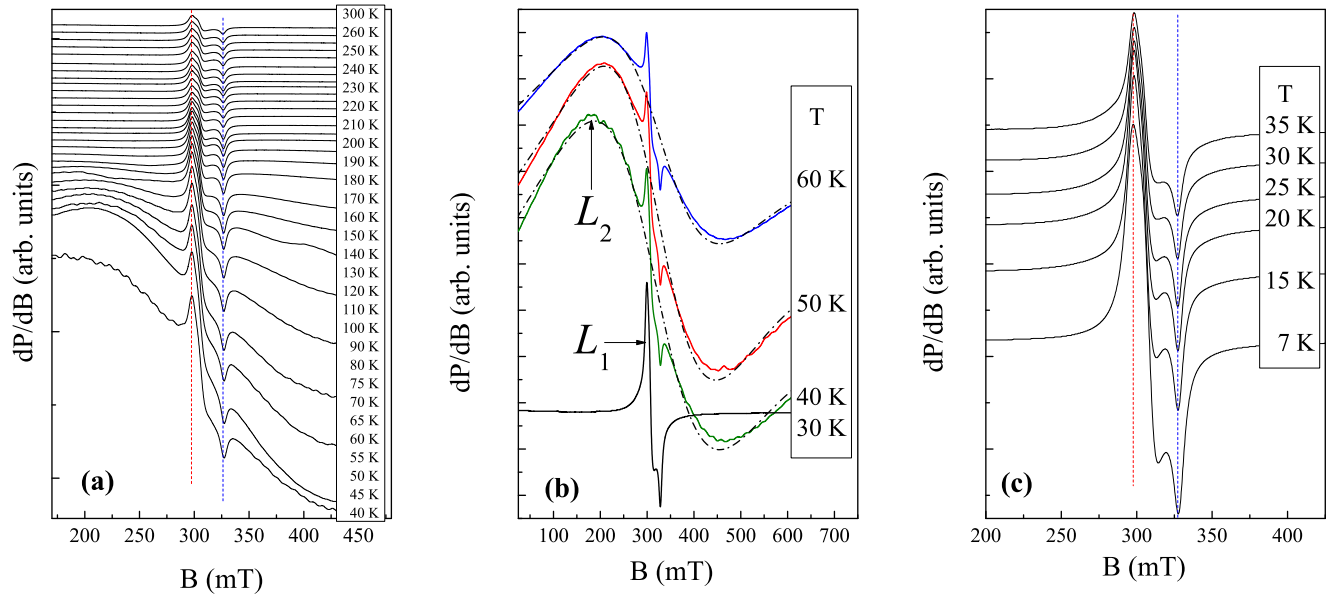 300 K
260 K
250 K
240 K
230 K
220 K
210 K
200 K
190 K
180 K
170 K
160 K
150 K
140 K
130 K
120 K
110 K
100 K
90 K
80 K
75 K
70 K
65 K
60 K
55 K
50 K
45 K
40 K
(a)
200 250 300 350 400 450
B (mT)
dP/dB (arb. units)
T
60 K
50 K
40 K
30 K
L2
L1
(b)
100 200 300 400 500 600 700
B (mT)
dP/dB (arb. units)
T
35 K
30 K
25 K
20 K
15 K
7 K
(c)
200 250 300 350 400
B (mT)
dP/dB (arb. units)